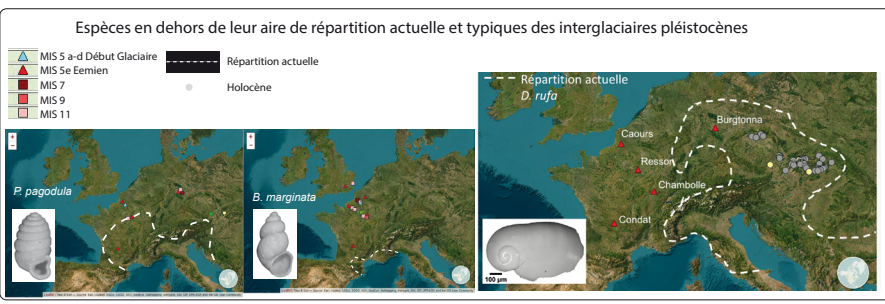 Espèces en dehors de leur aire de répartition actuelle et typiques des interglaciaires pléistocènes
MIS 5 a-d Début Glaciaire
MIS 5e Eemien
MIS 7
MIS 9
MIS 11
Répartition actuelle
Holocène
+
−
P. pagodula
+
−
B. marginata
Répartition actuelle
D. rufa
Burgtonna
Caours
Resson
Chambolle
Condat
100 µm